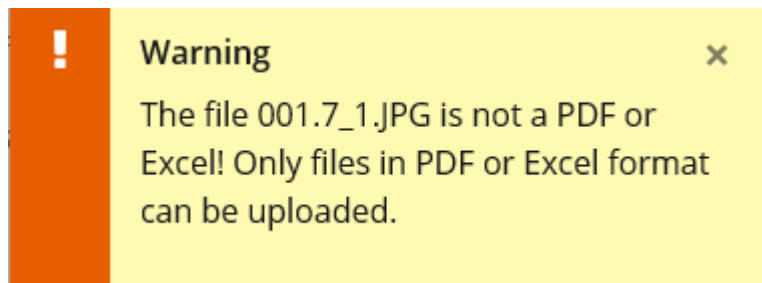 Warning
The file 001.7_1.JPG is not a PDF or
Excel! Only files in PDF or Excel format
can be uploaded.